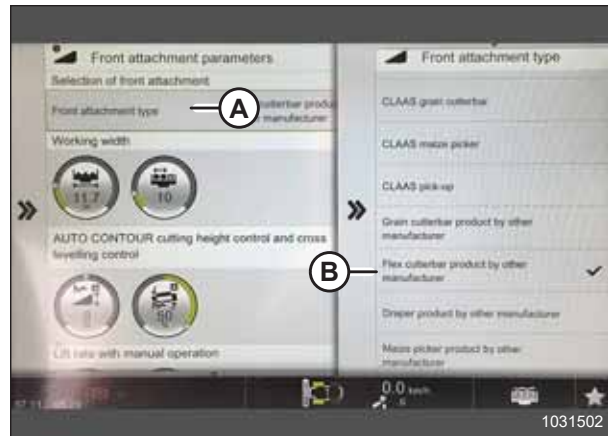 Front attachment parameters
Selection of front attachment
Front attachment type
cutterbar produ
manufacturer
A
Working width
11.7
10
AUTO CONTOUR cutting height control and cross
levelling control
50
Lift rate with manual operation
Front attachment type
CLAAS grain cutterbar
CLAAS maize picker
CLAAS pick-up
Grain cutterbar product by other
manufacturer
B
Flex cutterbar product by other
manufacturer
Draper product by other manufacturer
Maize picker product by other
manufacturer
0.0 km/h
1031502